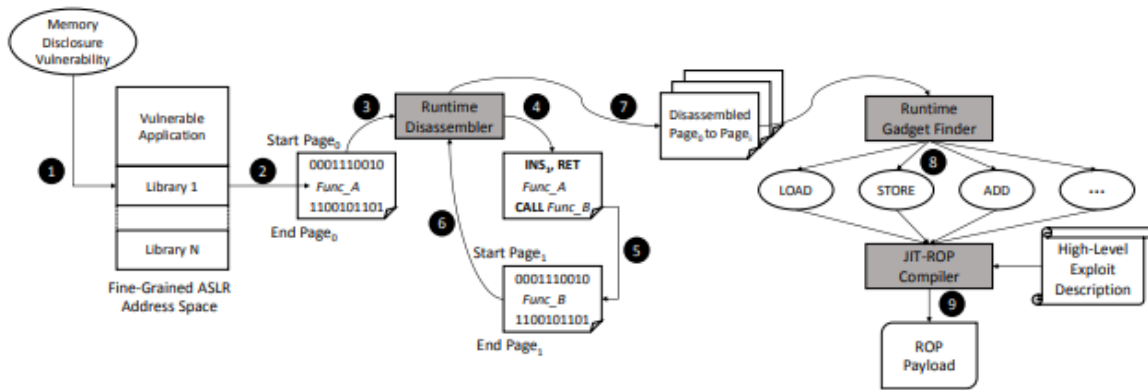 Memory
Disclosure
Vulnerability
1
Vulnerable
Application
Library 1
Library N
Fine-Grained ASLR
Address Space
2
Start Page₀
0001110010
Func_A
1100101101
End Page₀
3
Runtime
Disassembler
4
INS₁, RET
Func_A
CALL Func_B
5
Start Page₁
0001110010
Func_B
1100101101
End Page₁
6
7
Disassembled
Page₀ to Pageᵢ
Runtime
Gadget Finder
8
LOAD
STORE
ADD
...
JIT-ROP
Compiler
High-Level
Exploit
Description
9
ROP
Payload